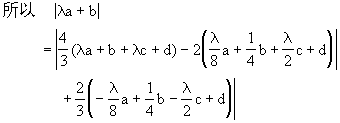 所以 |λa + b|
= |4/3(λa + b + λc + d) − 2(λ/8 a + 1/4 b + λ/2 c + d)|
+ 2/3(−λ/8 a + 1/4 b − λ/2 c + d)|